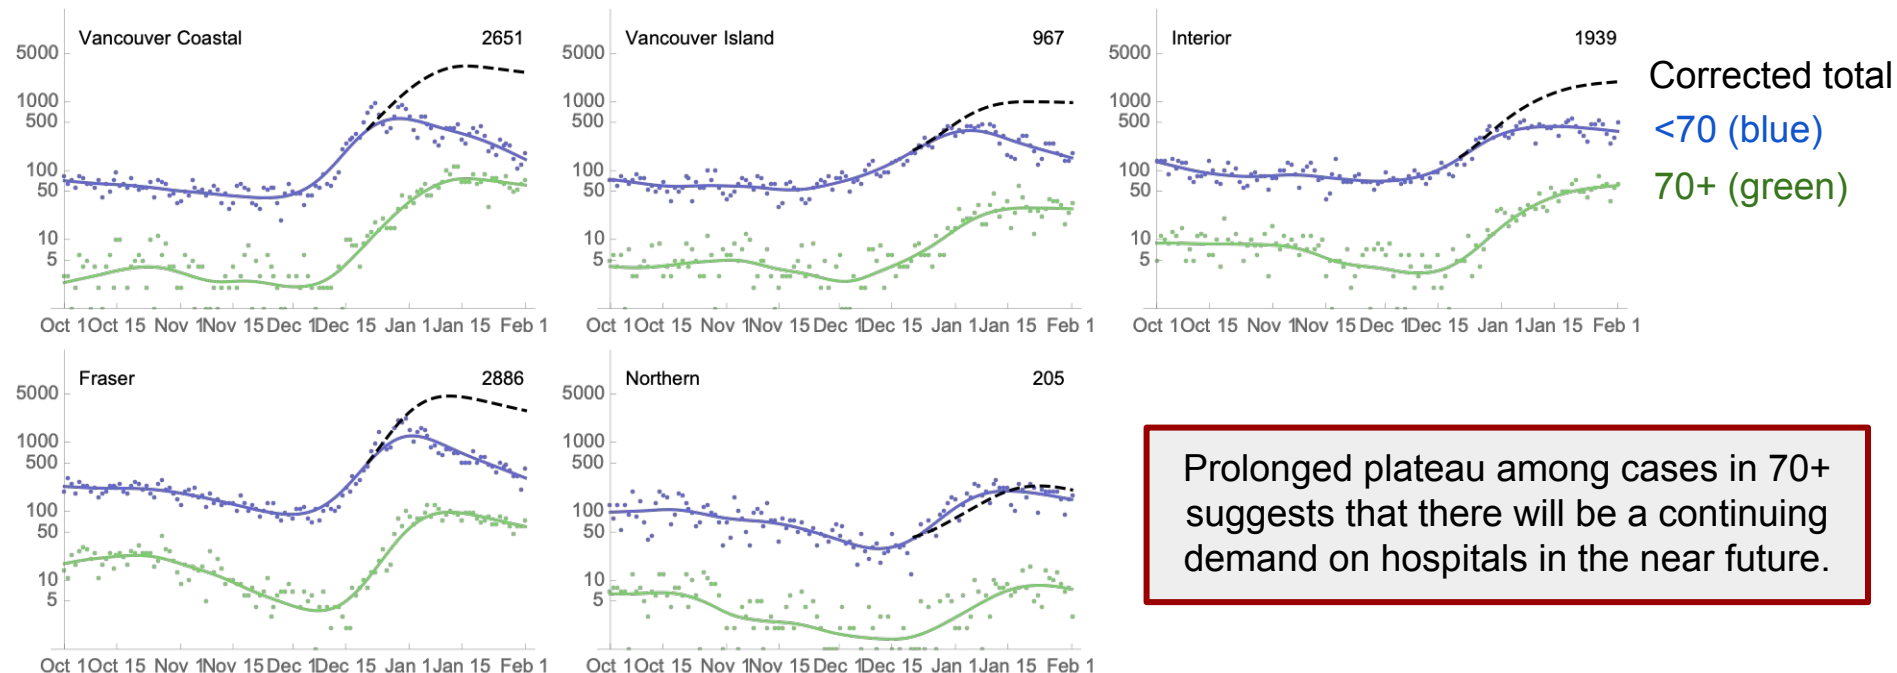 Vancouver Coastal 2651
5000
1000
500
100
50
10
5
Oct 1 Oct 15 Nov 1 Nov 15 Dec 1 Dec 15 Jan 1 Jan 15 Feb 1
Vancouver Island 967
5000
1000
500
100
50
10
5
Oct 1 Oct 15 Nov 1 Nov 15 Dec 1 Dec 15 Jan 1 Jan 15 Feb 1
Interior 1939
5000
1000
500
100
50
10
5
Oct 1 Oct 15 Nov 1 Nov 15 Dec 1 Dec 15 Jan 1 Jan 15 Feb 1
Corrected total
<70 (blue)
70+ (green)
Fraser 2886
5000
1000
500
100
50
10
5
Oct 1 Oct 15 Nov 1 Nov 15 Dec 1 Dec 15 Jan 1 Jan 15 Feb 1
Northern 205
5000
1000
500
100
50
10
5
Oct 1 Oct 15 Nov 1 Nov 15 Dec 1 Dec 15 Jan 1 Jan 15 Feb 1
Prolonged plateau among cases in 70+
suggests that there will be a continuing
demand on hospitals in the near future.